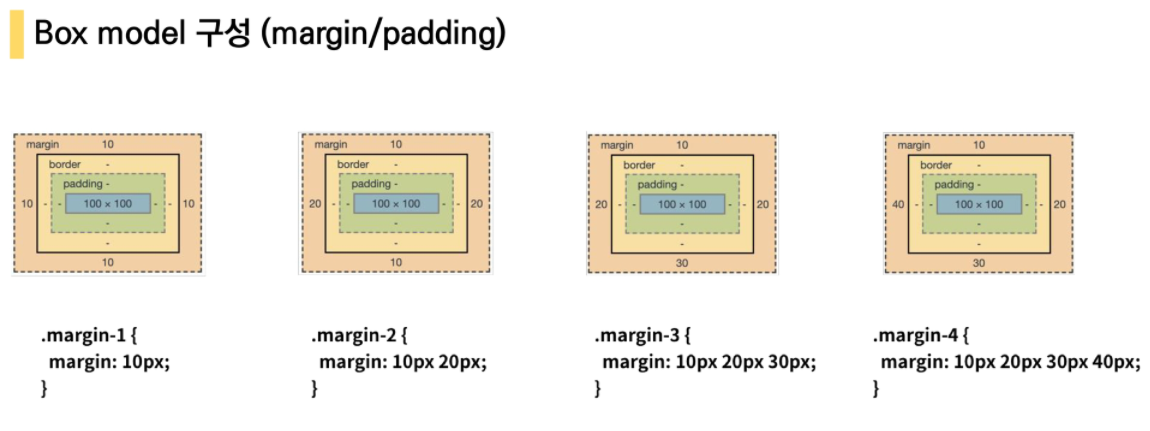 Box model 구성 (margin/padding)
margin 10
border -
padding -
10 - - 100 × 100 - - 10
-
-
10
margin 10
border -
padding -
20 - - 100 × 100 - - 20
-
-
10
margin 10
border -
padding -
20 - - 100 × 100 - - 20
-
-
30
margin 10
border -
padding -
40 - - 100 × 100 - - 20
-
-
30
.margin-1 {
margin: 10px;
}
.margin-2 {
margin: 10px 20px;
}
.margin-3 {
margin: 10px 20px 30px;
}
.margin-4 {
margin: 10px 20px 30px 40px;
}